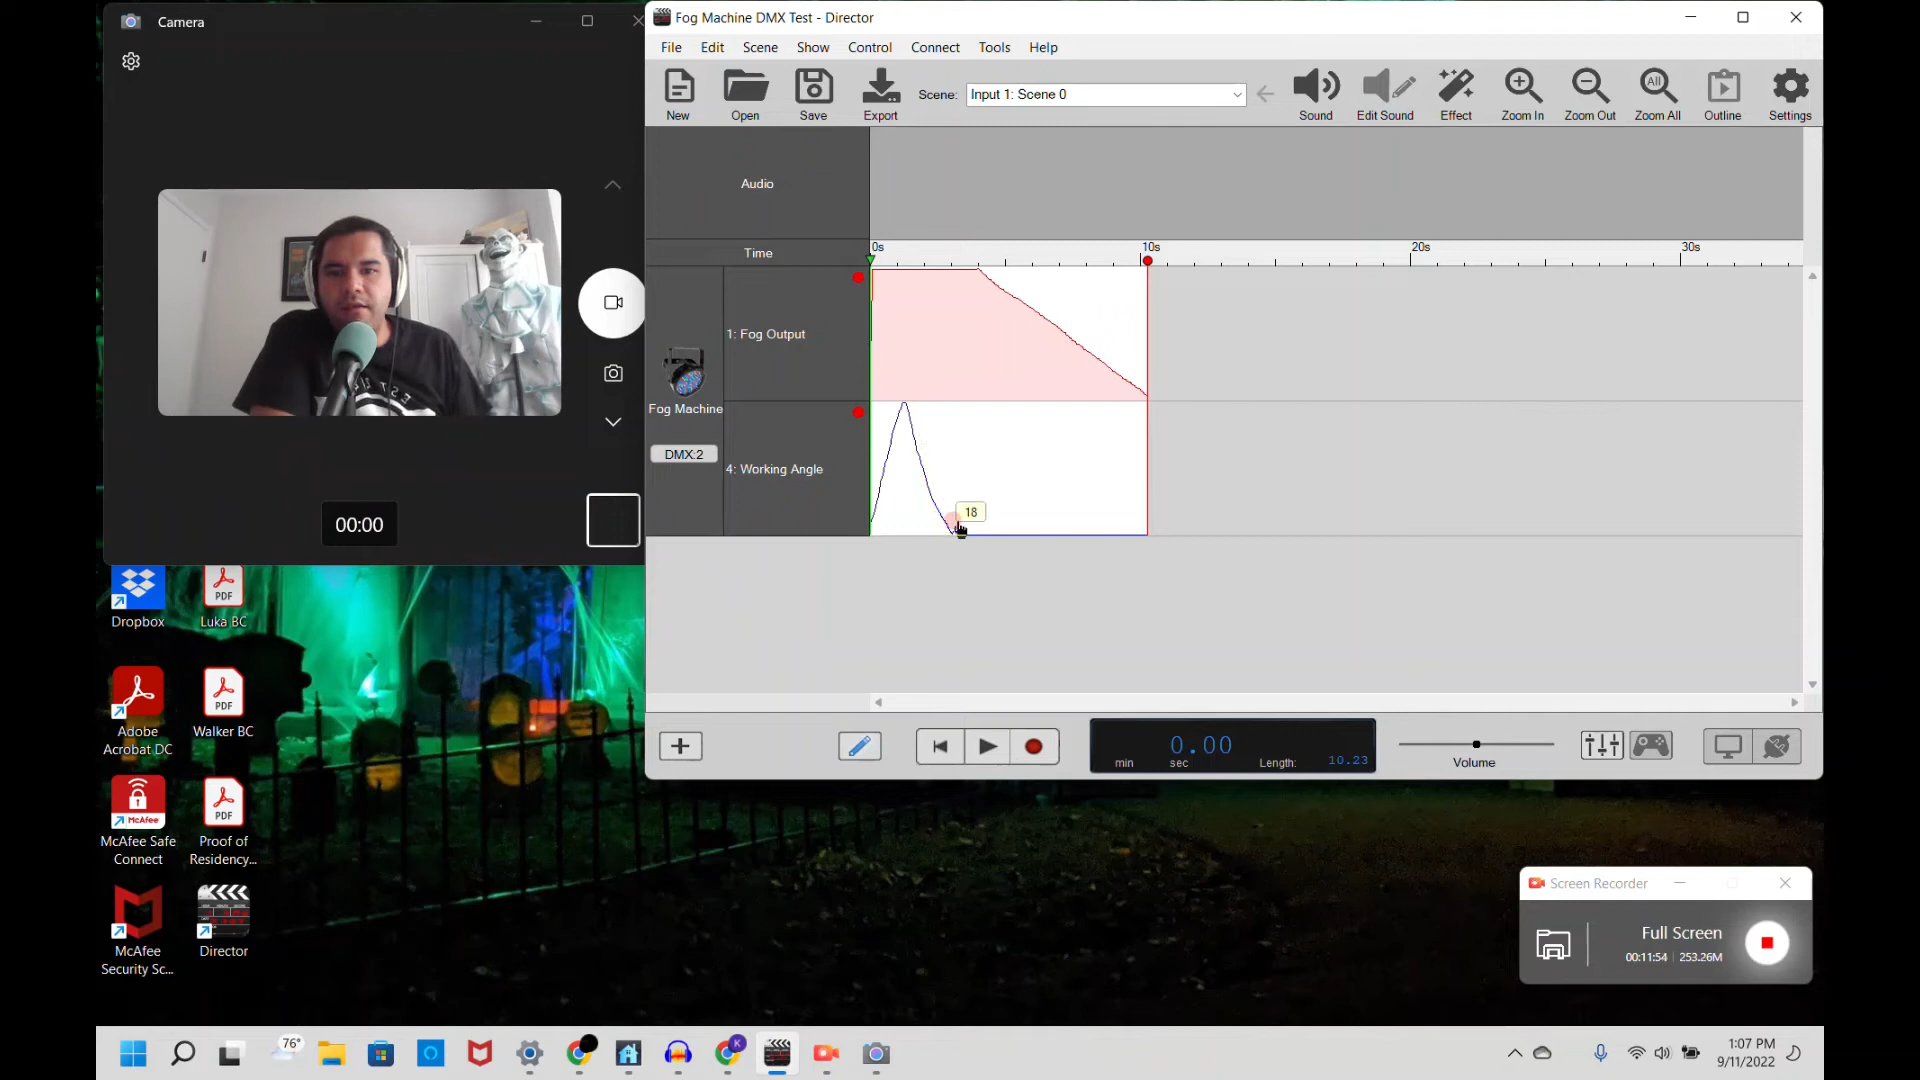 Camera
Fog Machine DMX Test - Director
File Edit Scene Show Control Connect Tools Help
New Open Save Export Scene: Input 1: Scene 0 Sound Edit Sound Effect Zoom In Zoom Out All Zoom All Outline Settings
Audio
Time 0s 10s 20s 30s
1: Fog Output
Fog Machine
DMX:2
4: Working Angle
18
00:00
0.00
min sec Length: 10.23
Volume
Dropbox
PDF
Luka BC
Adobe
Acrobat DC
PDF
Walker BC
McAfee
McAfee Safe
Connect
PDF
Proof of
Residency...
McAfee
Security Sc...
Director
Screen Recorder
Full Screen
00:11:54 253.26M
76°
K
1:07 PM
9/11/2022